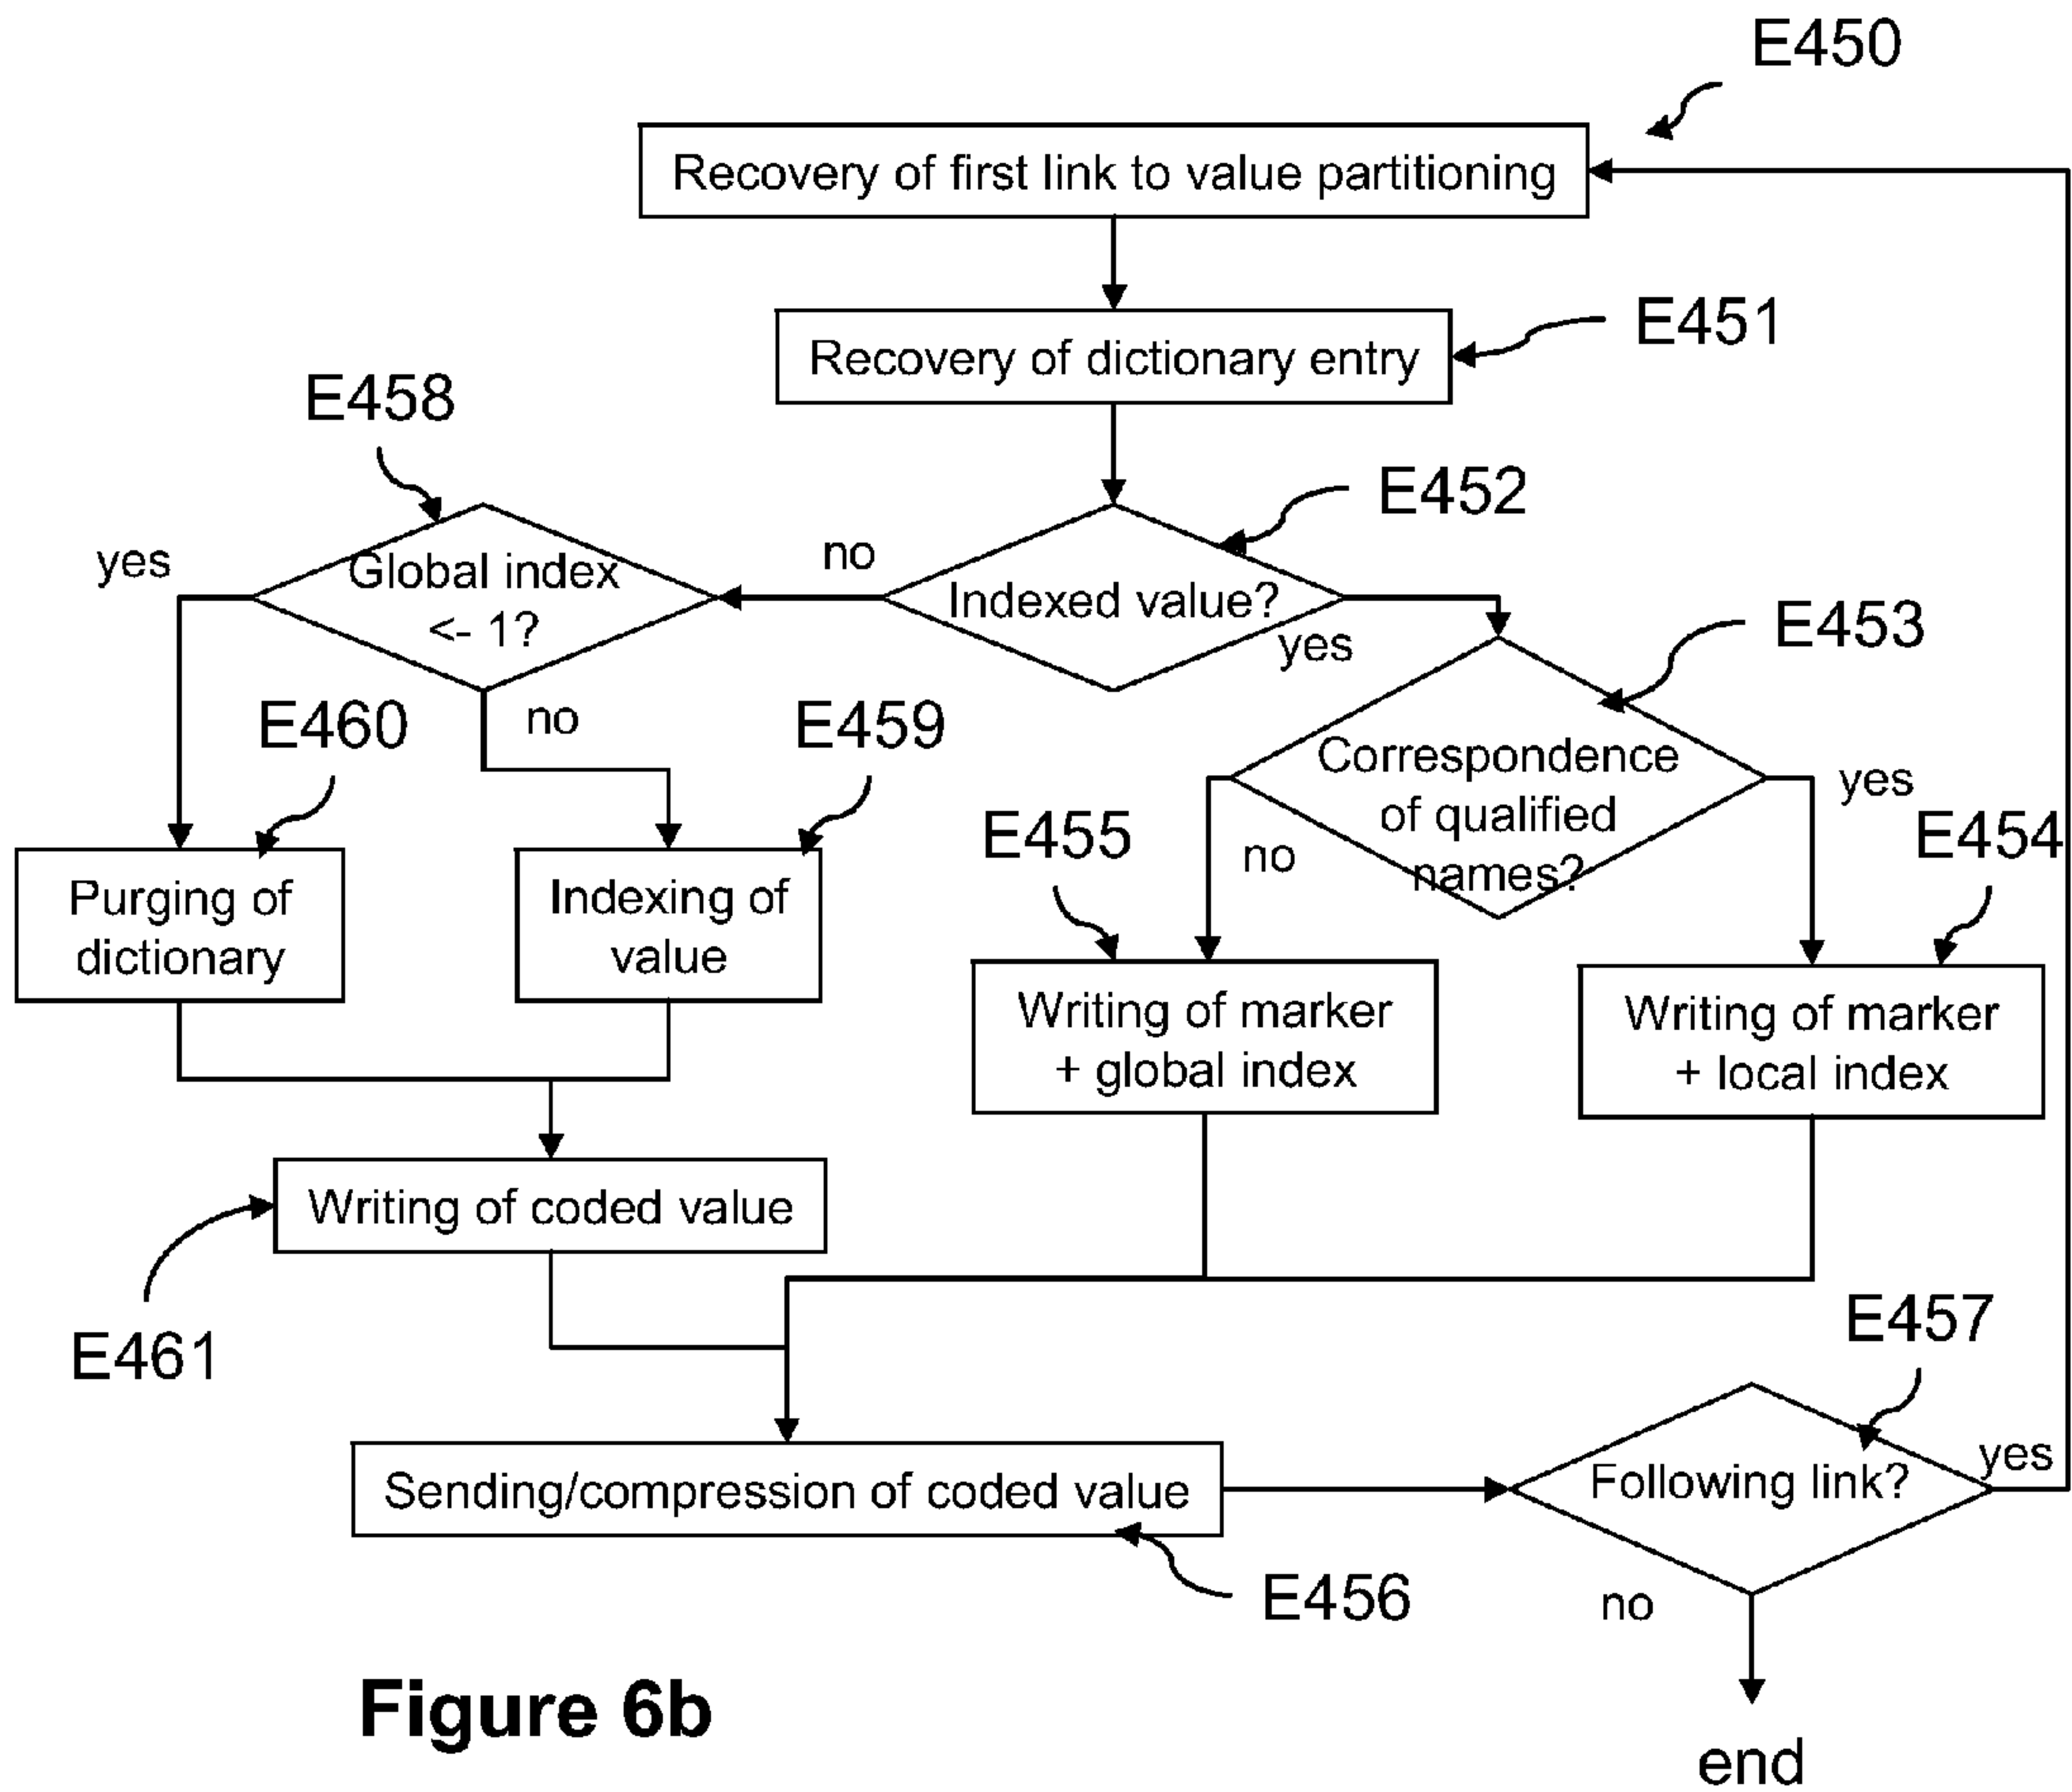 E450
Recovery of first link to value partitioning
E451
Recovery of dictionary entry
E458
E452
yes
Global index
<- 1?
no
Indexed value?
yes
E453
E460
no
E459
Correspondence
of qualified
names?
yes
E455
no
E454
Purging of
dictionary
Indexing of
value
Writing of marker
+ global index
Writing of marker
+ local index
Writing of coded value
E461
E457
Sending/compression of coded value
Following link?
yes
E456
no
Figure 6b
end